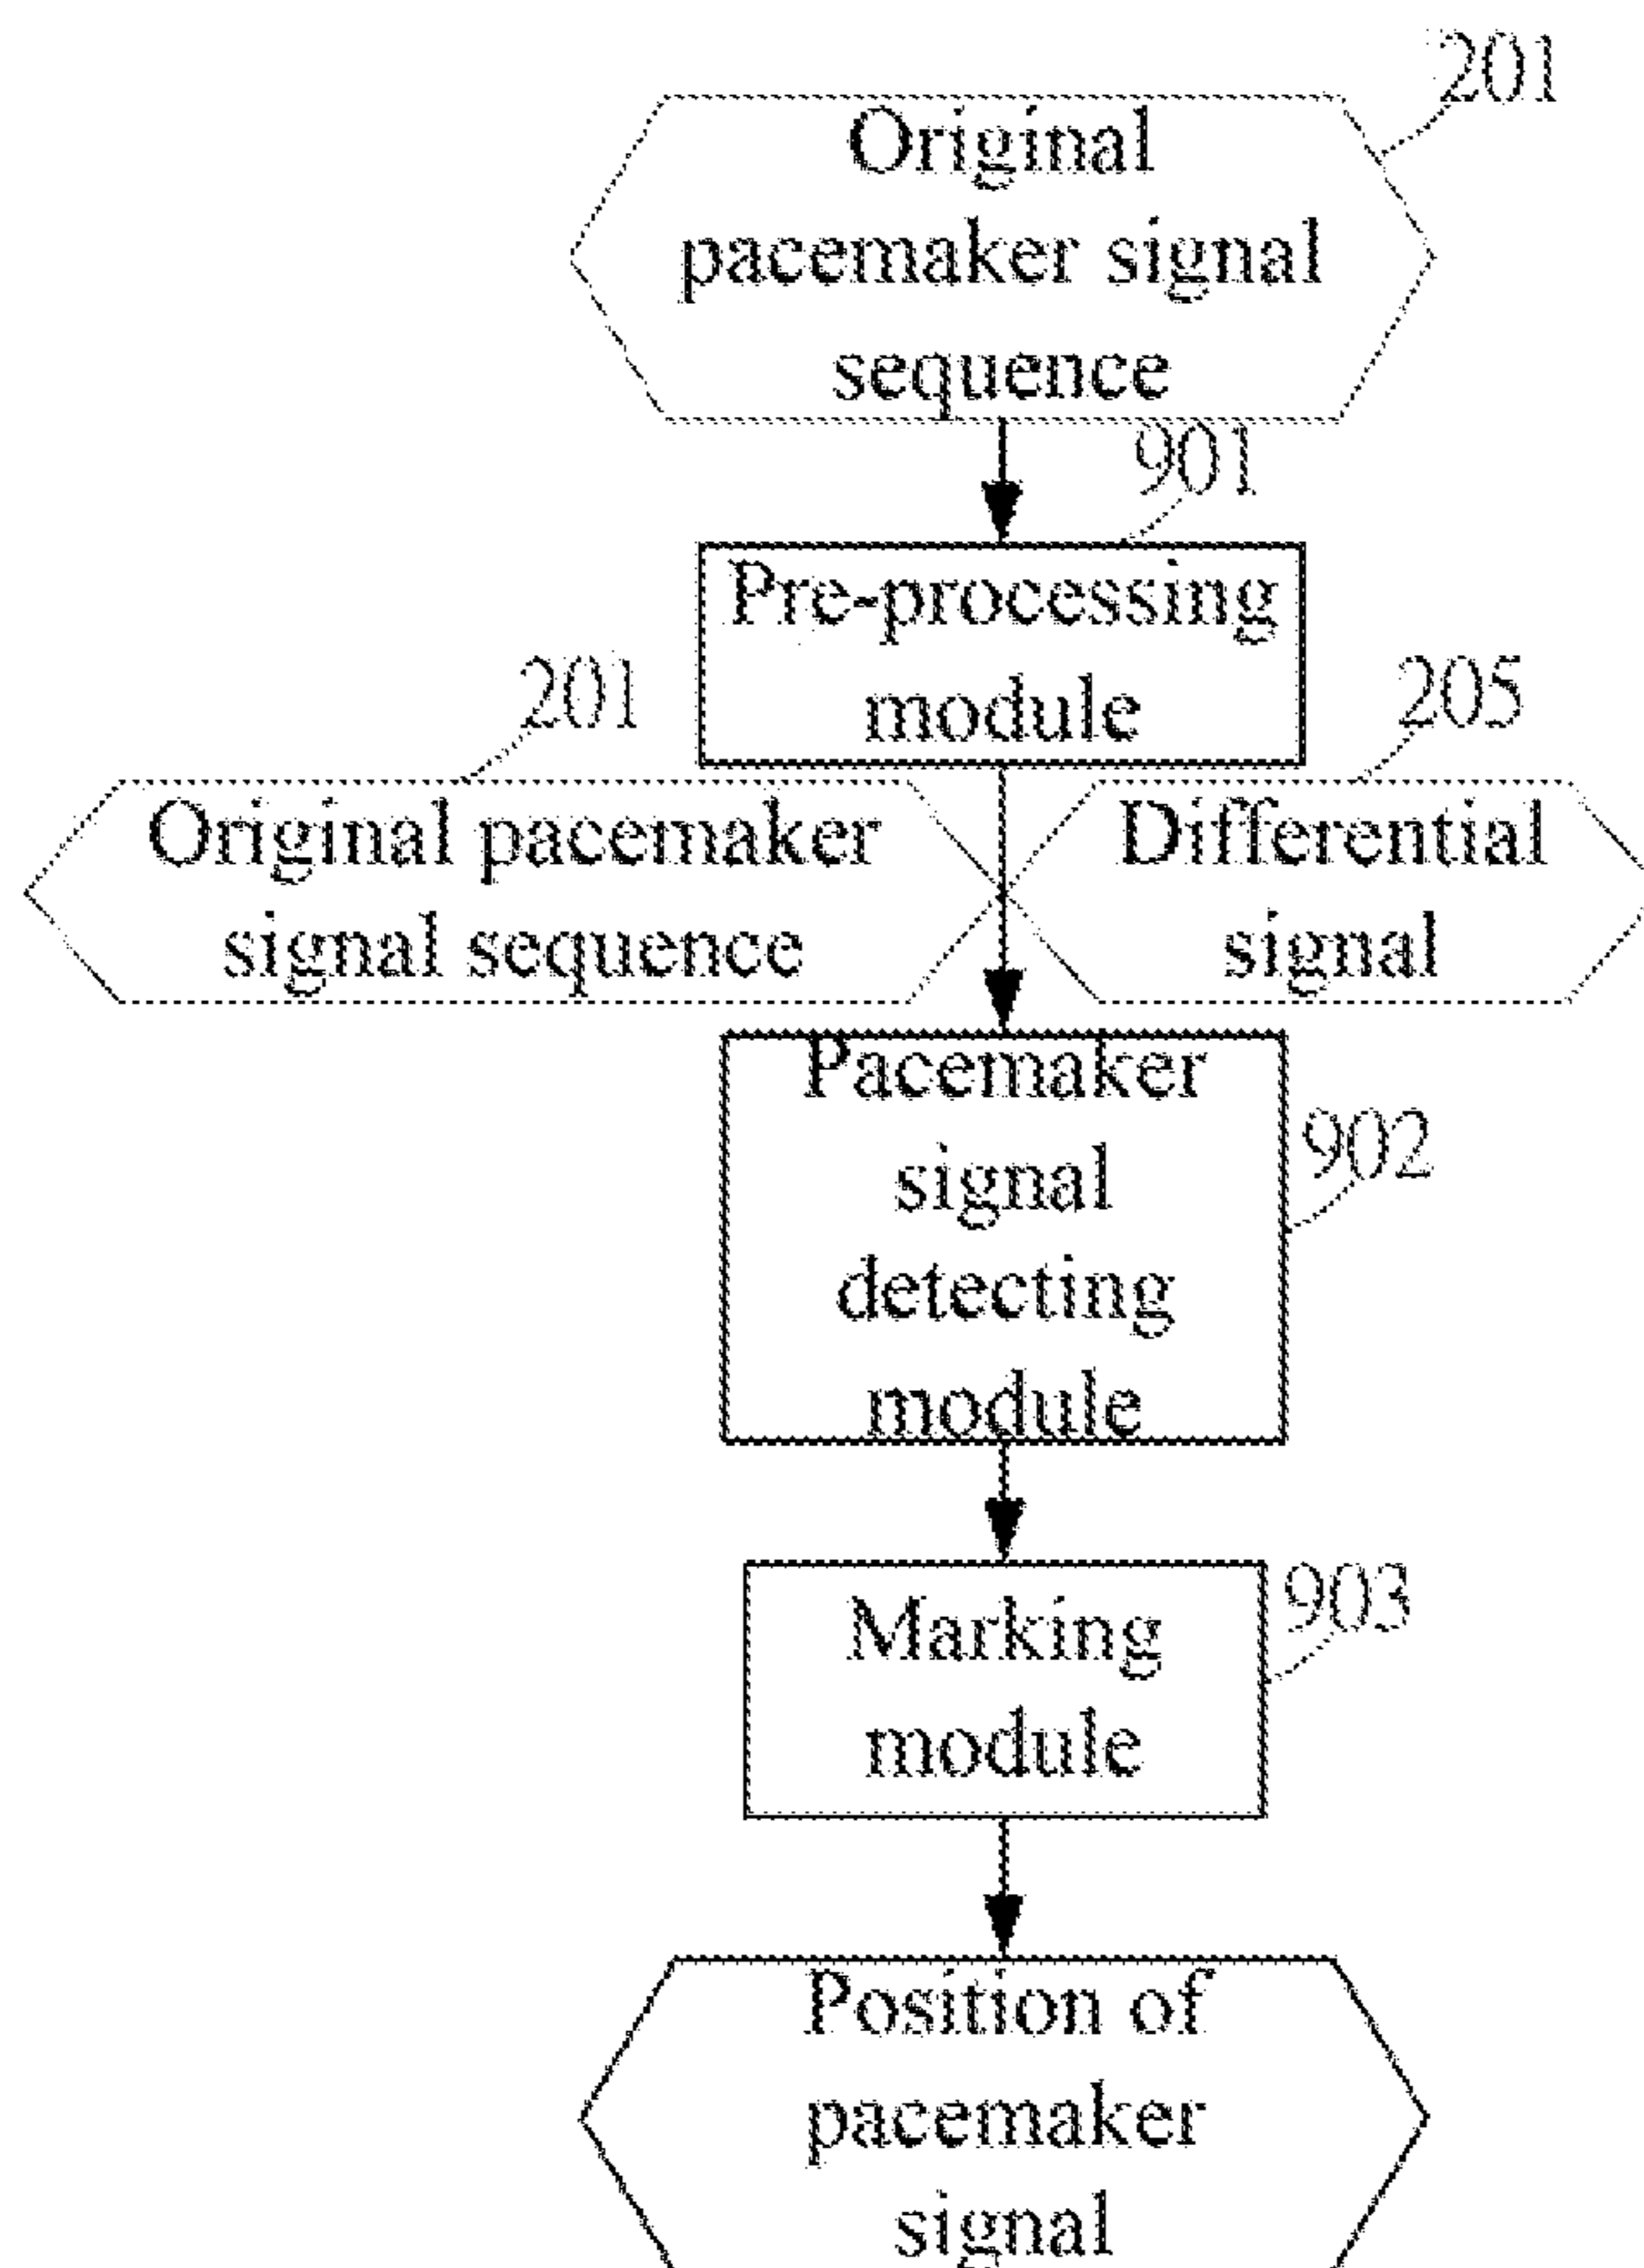 201
Original
pacemaker signal
sequence
901
Pre-processing
module
201
205
Original pacemaker
signal sequence
Differential
signal
Pacemaker
signal
detecting
module
902
Marking
module
903
Position of
pacemaker
signal